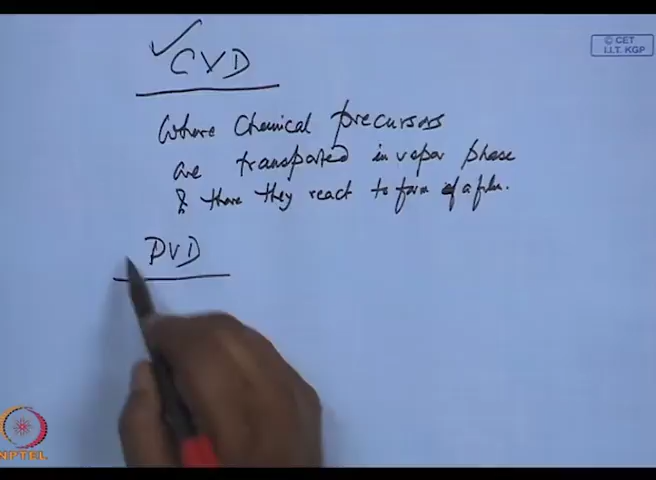 CVD
© CET
I.I.T. KGP
Where Chemical precursors
are transported in vapor phase
& there they react to form of a film.
PVD
NPTEL